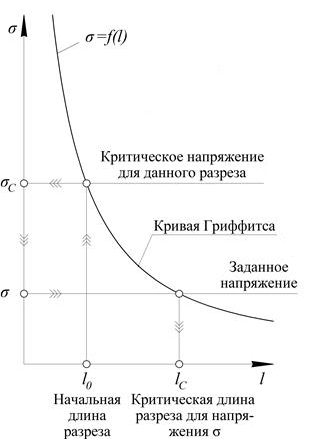 σ
σ=f(l)
Критическое напряжение
для данного разреза
σC
Кривая Гриффитса
Заданное
напряжение
σ
l0
lC
l
Начальная
длина
разреза
Критическая длина
разреза для напря-
жения σ